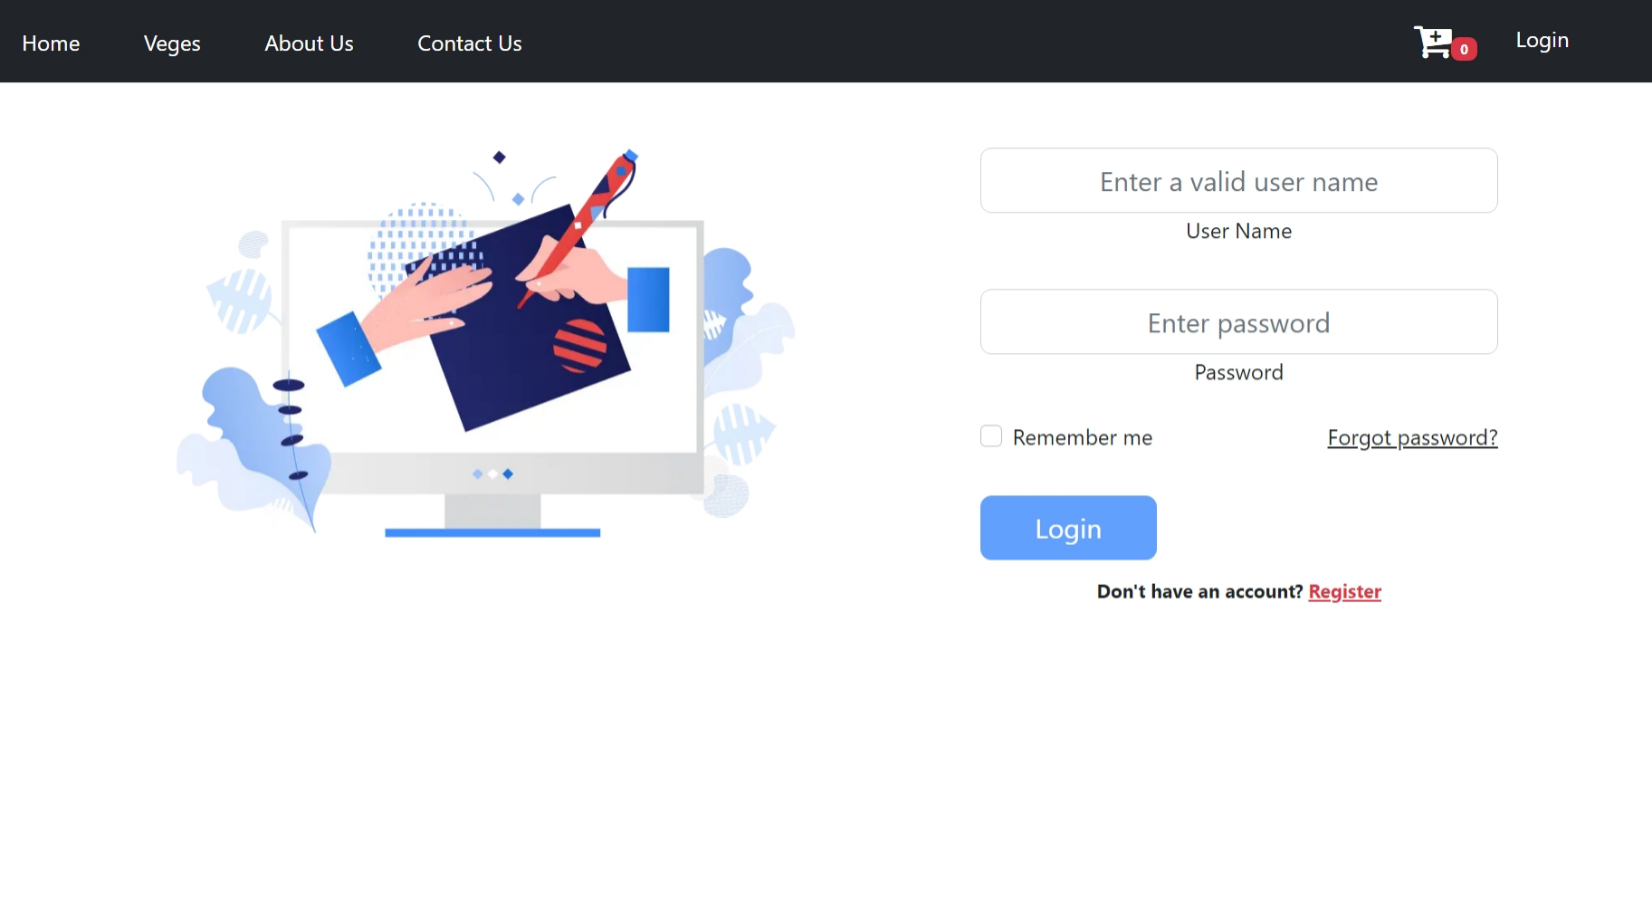 Home Veges About Us Contact Us 0 Login
Enter a valid user name
User Name
Enter password
Password
Remember me Forgot password?
Login
Don't have an account? Register